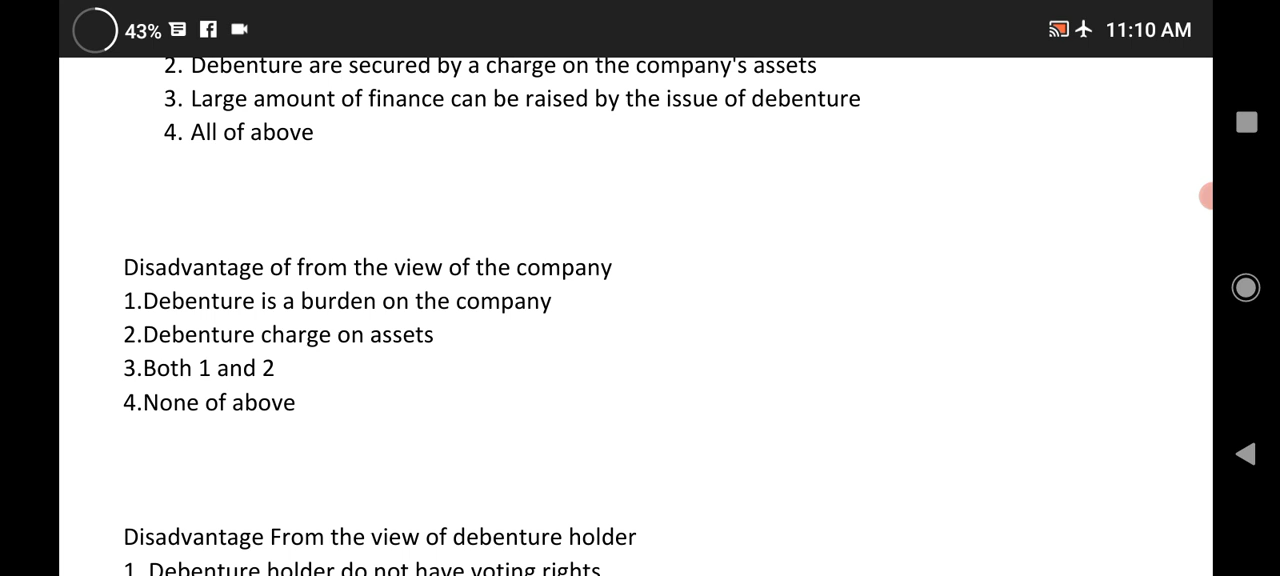 43% 11:10 AM
2. Debenture are secured by a charge on the company's assets
3. Large amount of finance can be raised by the issue of debenture
4. All of above
Disadvantage of from the view of the company
1.Debenture is a burden on the company
2.Debenture charge on assets
3.Both 1 and 2
4.None of above
Disadvantage From the view of debenture holder
1. Debenture holder do not have voting rights